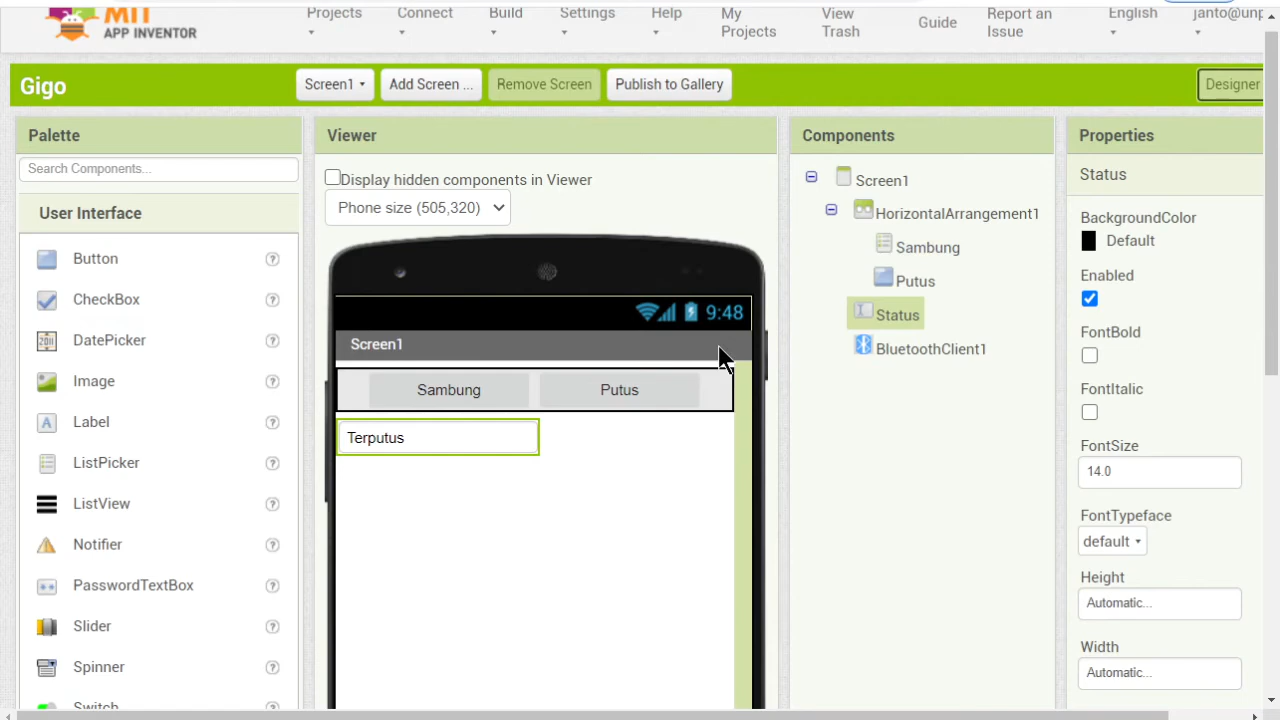 MIT
APP INVENTOR
Projects
Connect
Build
Settings
Help
My
Projects
View
Trash
Guide
Report an
Issue
English
janto@unp
Gigo
Screen1
Add Screen ...
Remove Screen
Publish to Gallery
Designer
Palette
Search Components...
User Interface
Button
CheckBox
DatePicker
Image
Label
ListPicker
ListView
Notifier
PasswordTextBox
Slider
Spinner
Switch
Viewer
Display hidden components in Viewer
Phone size (505,320)
9:48
Screen1
Sambung Putus
Terputus
Components
Screen1
HorizontalArrangement1
Sambung
Putus
Status
BluetoothClient1
Properties
Status
BackgroundColor
Default
Enabled
FontBold
FontItalic
FontSize
14.0
FontTypeface
default
Height
Automatic...
Width
Automatic...